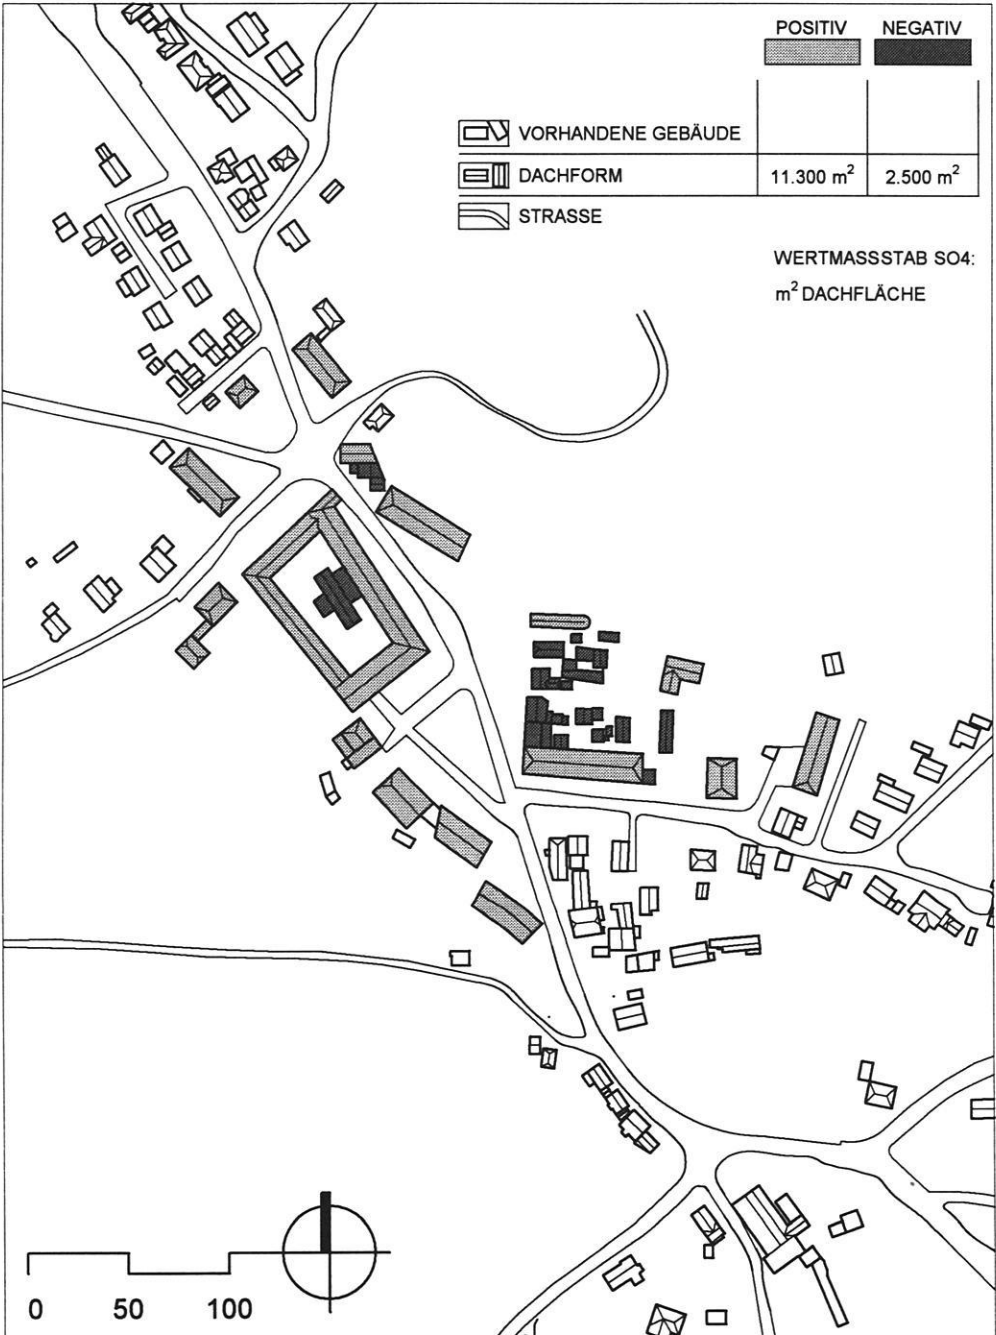 POSITIV NEGATIV
VORHANDENE GEBÄUDE
DACHFORM 11.300 m² 2.500 m²
STRASSE
WERTMASSSTAB SO4:
m² DACHFLÄCHE
0 50 100